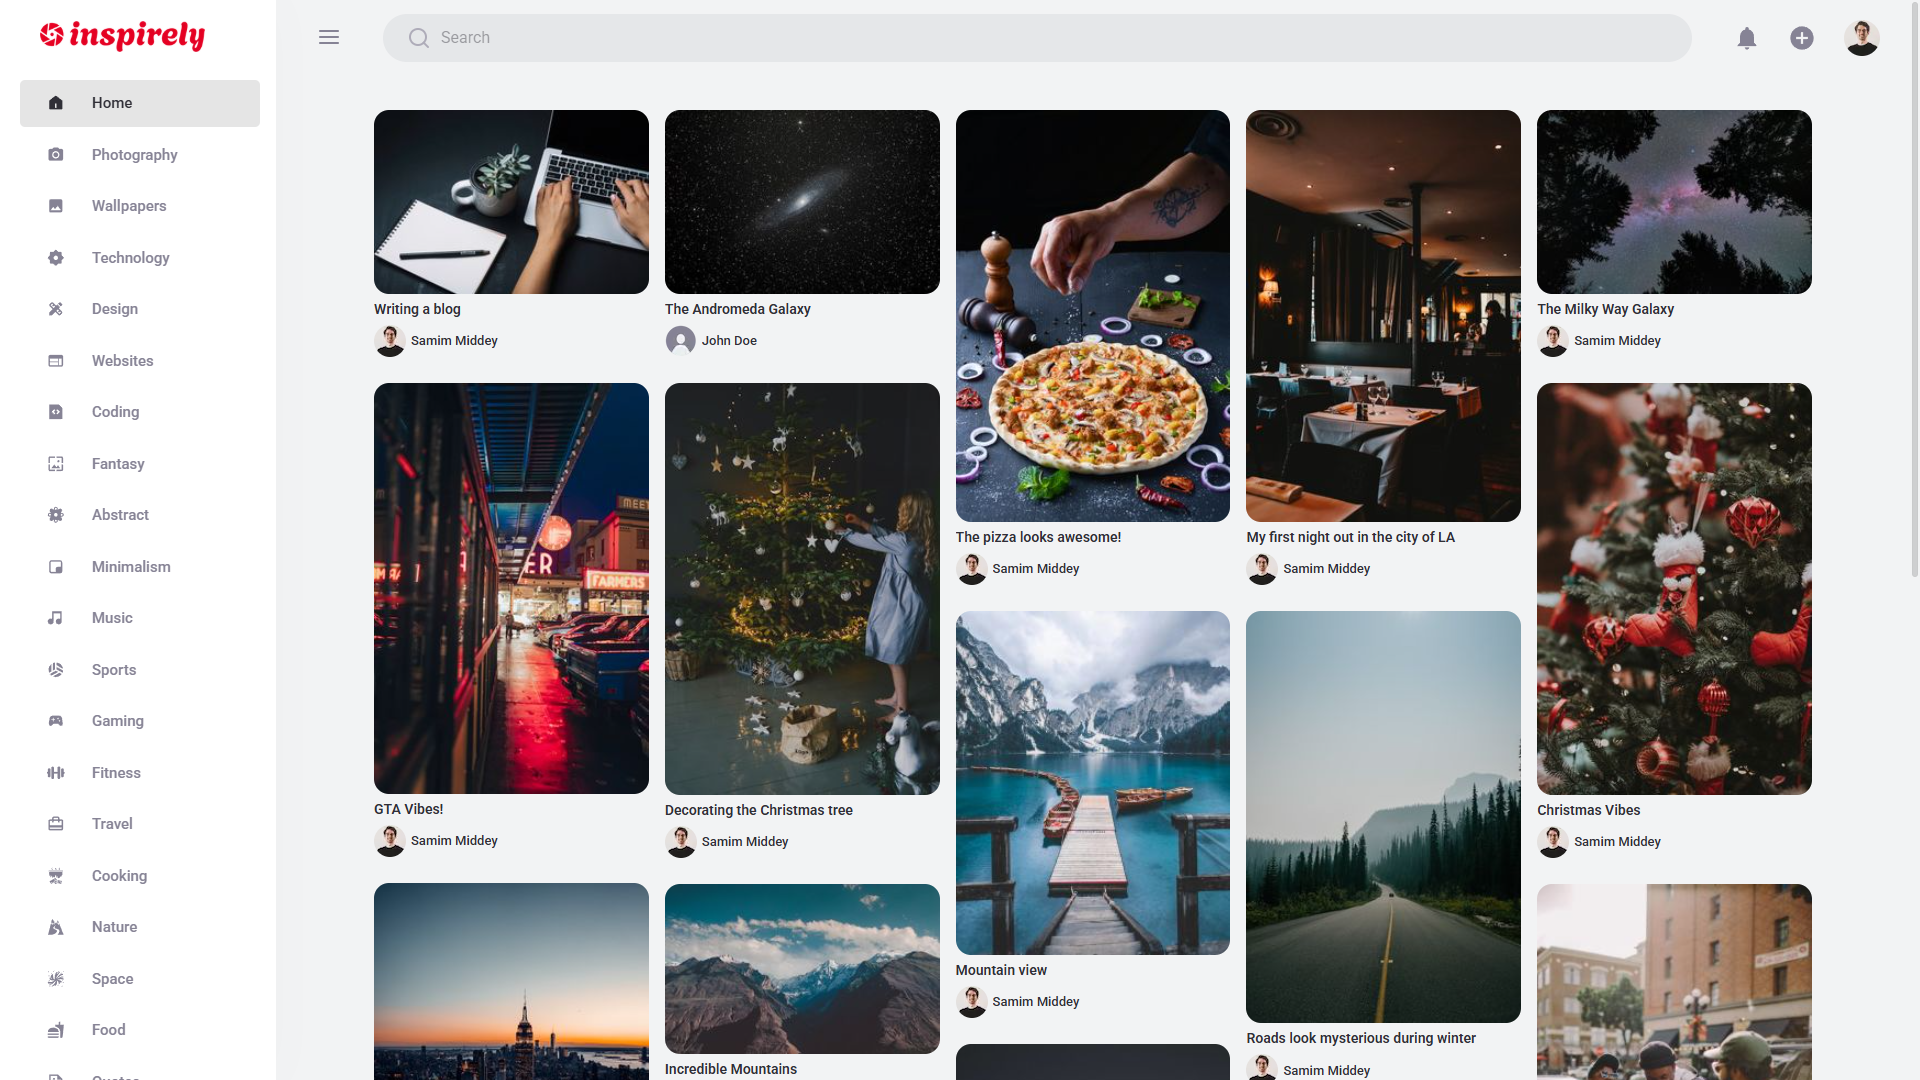 inspirely
Search
Home
Photography
Wallpapers
Technology
Design
Websites
Coding
Fantasy
Abstract
Minimalism
Music
Sports
Gaming
Fitness
Travel
Cooking
Nature
Space
Food
Writing a blog
Samim Middey
MEET
ER
FARMERS
GTA Vibes!
Samim Middey
The Andromeda Galaxy
John Doe
Decorating the Christmas tree
Samim Middey
Incredible Mountains
The pizza looks awesome!
Samim Middey
Mountain view
Samim Middey
My first night out in the city of LA
Samim Middey
Roads look mysterious during winter
Samim Middey
The Milky Way Galaxy
Samim Middey
Christmas Vibes
Samim Middey